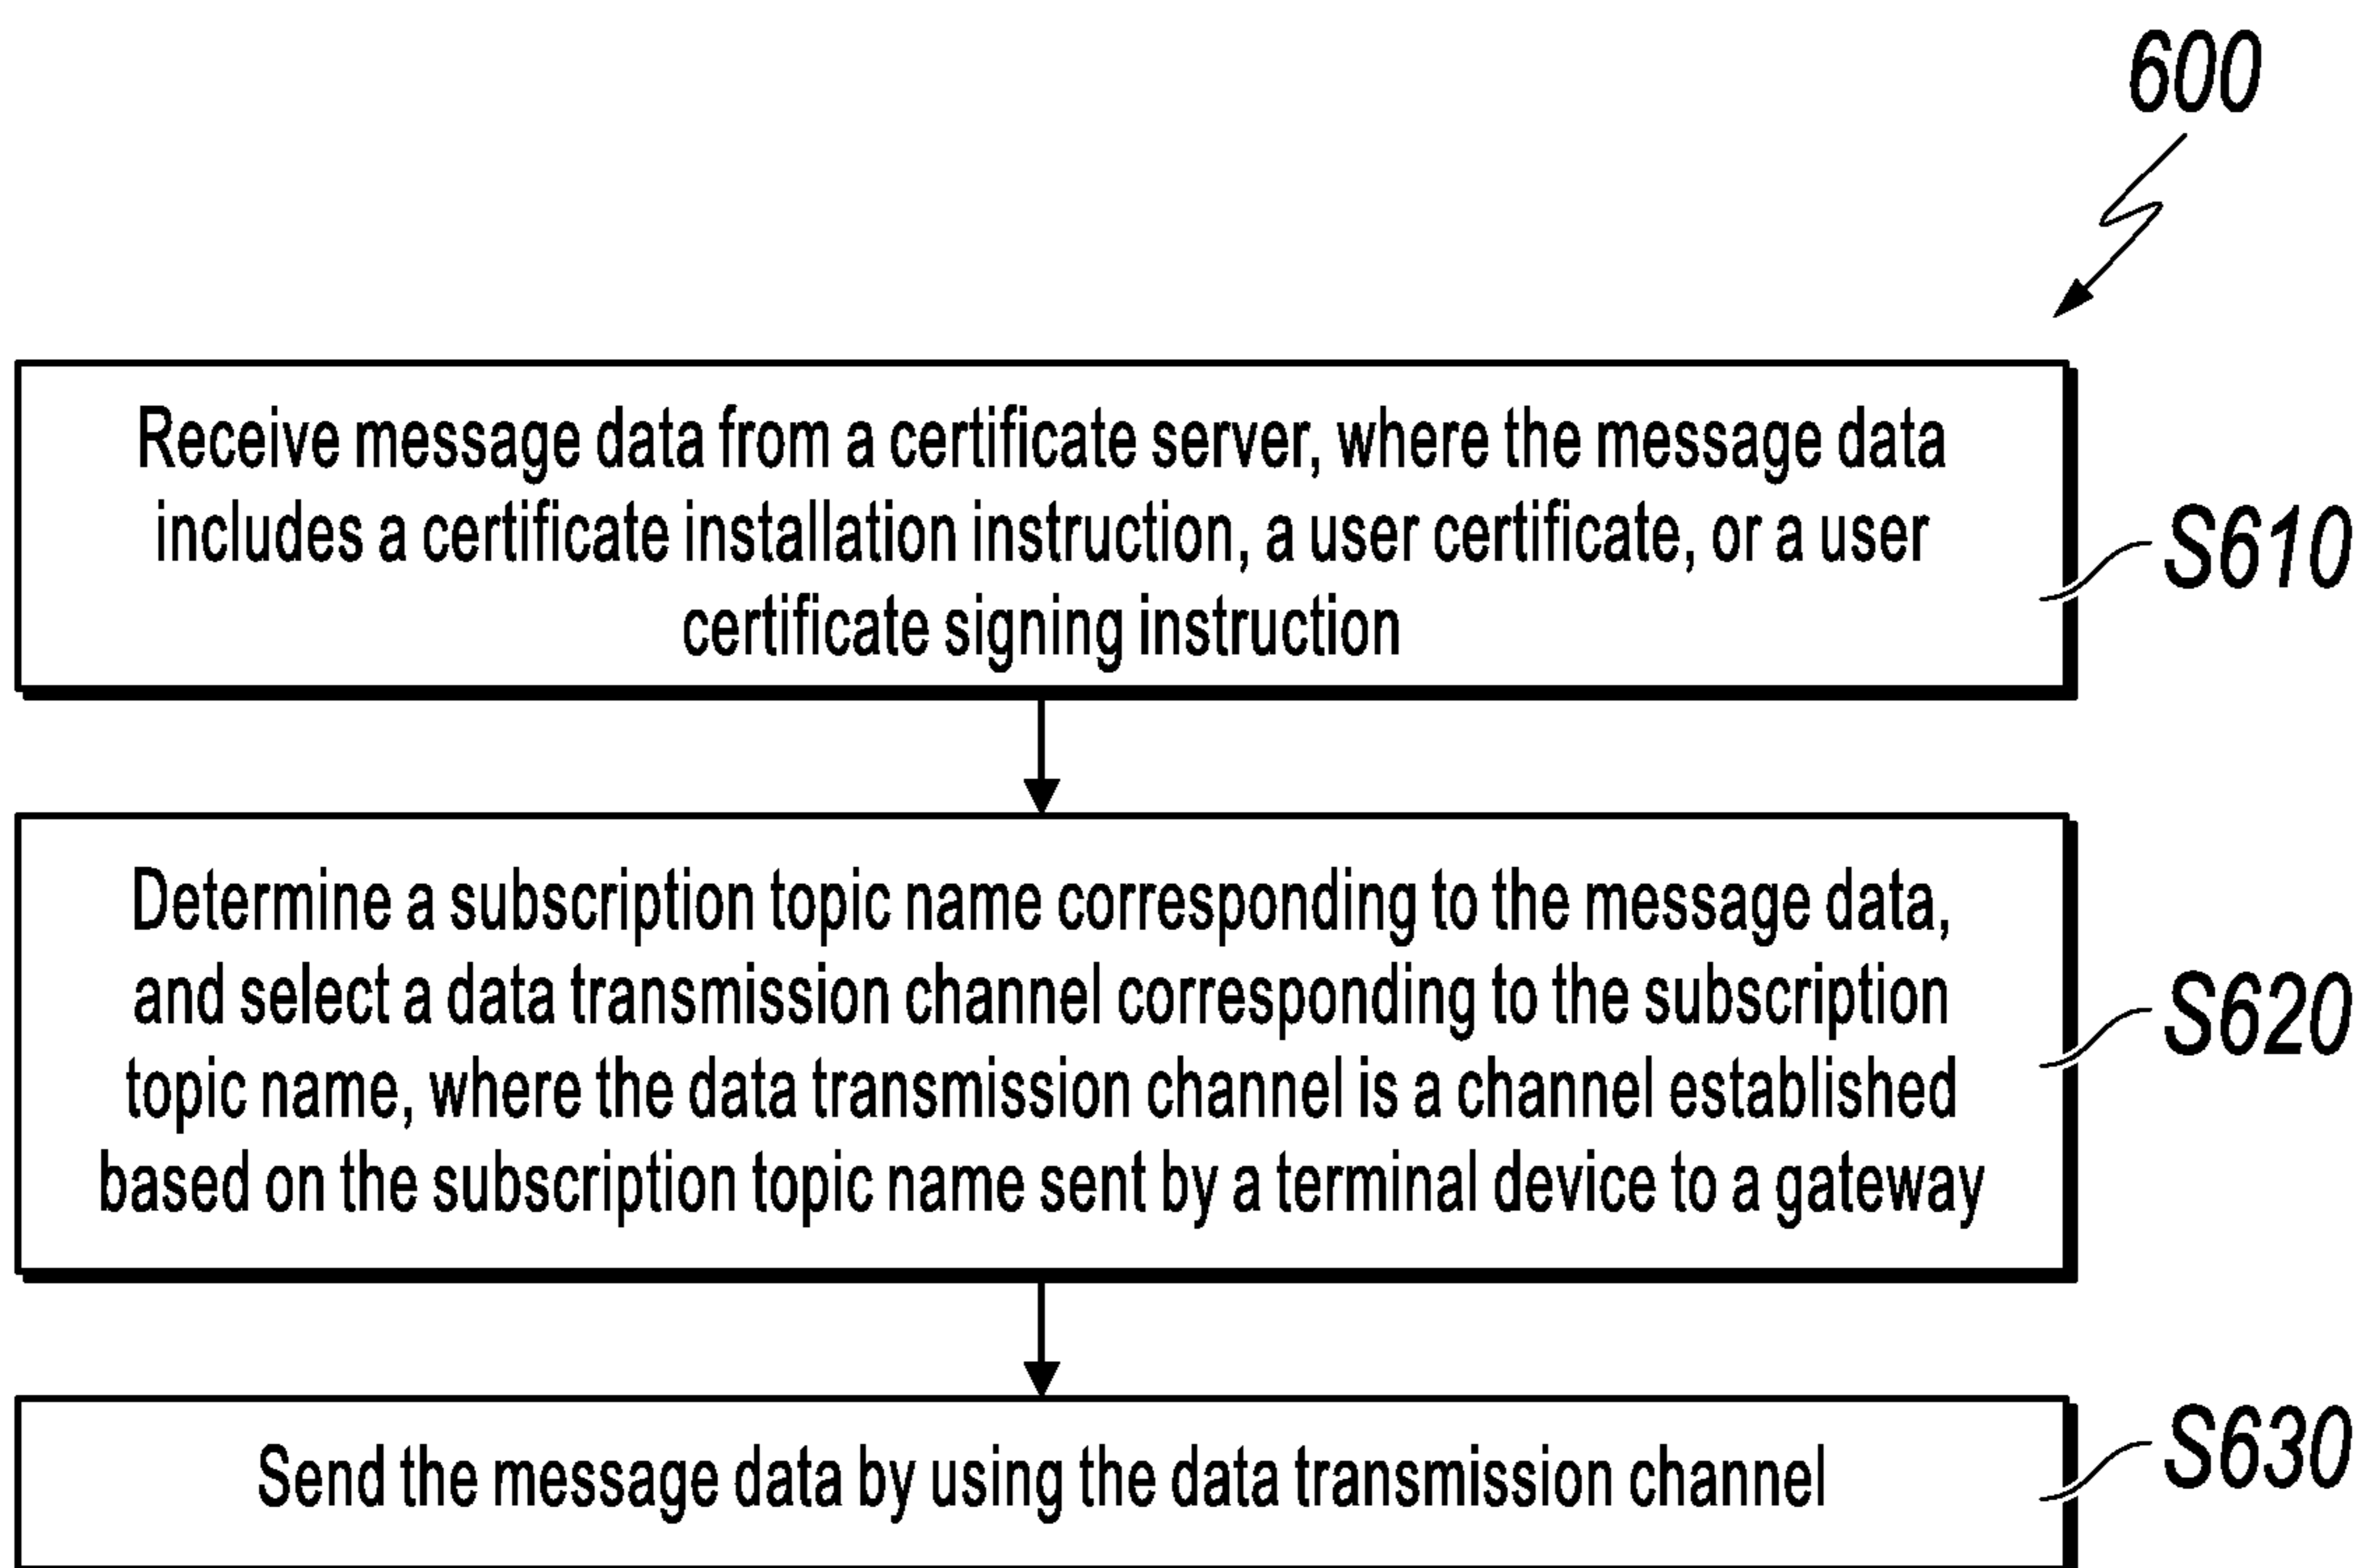 600
Receive message data from a certificate server, where the message data
includes a certificate installation instruction, a user certificate, or a user
certificate signing instruction
S610
Determine a subscription topic name corresponding to the message data,
and select a data transmission channel corresponding to the subscription
topic name, where the data transmission channel is a channel established
based on the subscription topic name sent by a terminal device to a gateway
S620
Send the message data by using the data transmission channel
S630